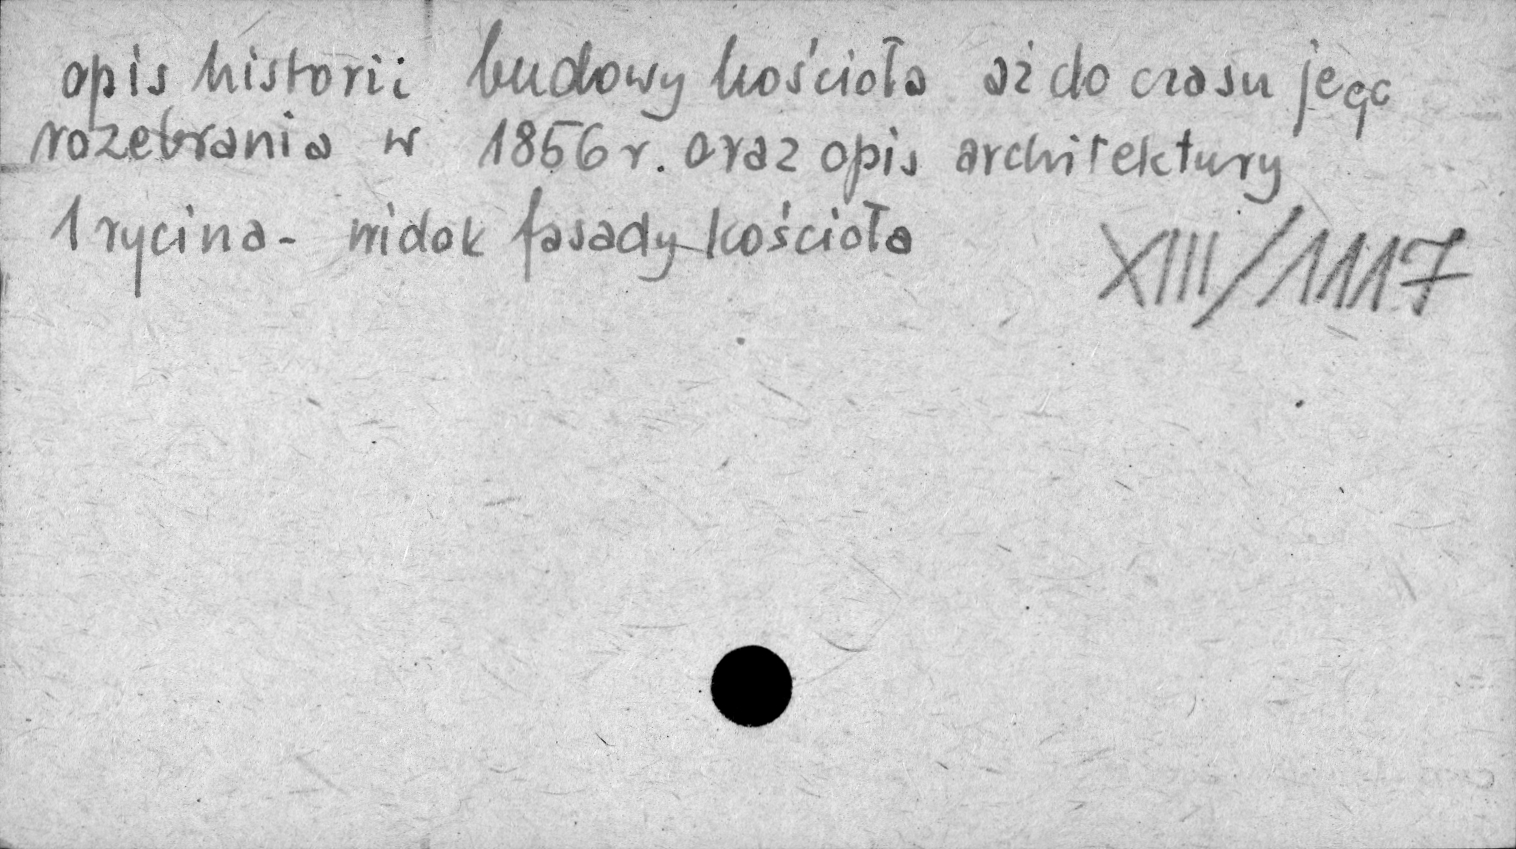 opis historii budowy kościoła aż do czasu jego
rozebrania w 1856 r. oraz opis architektury
1 rycina - widok fasady kościoła
XIII/1117